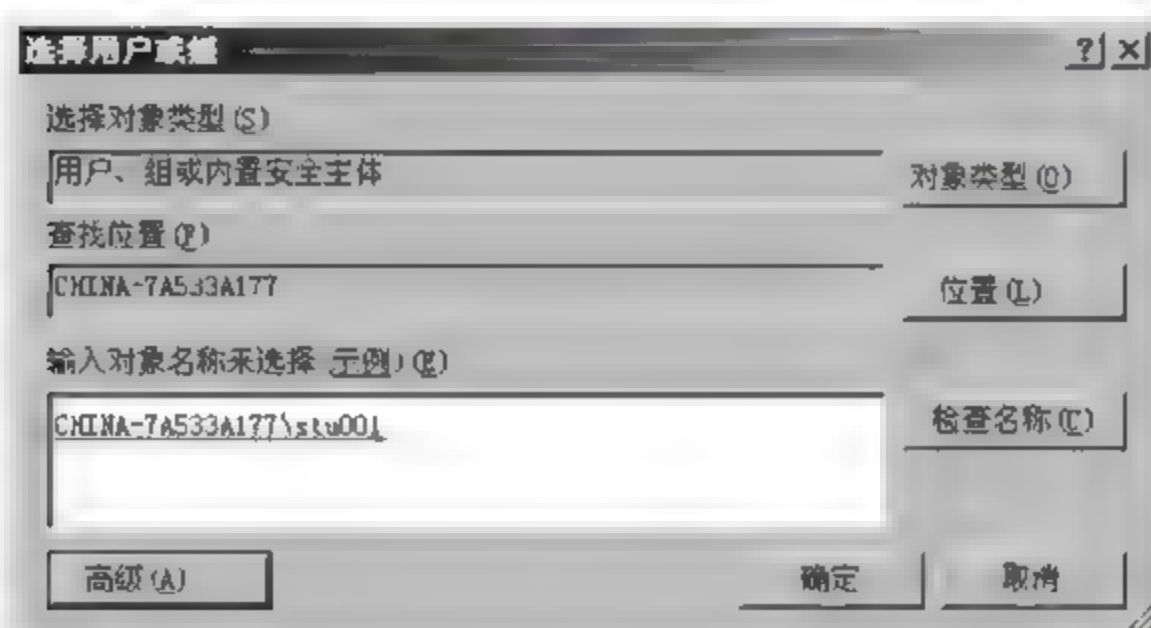 选择用户或组
选择对象类型(S)
用户、组或内置安全主体 对象类型(O)
查找位置(F)
CHINA-7A533A177 位置(L)
输入对象名称来选择 示例)(E)
CHINA-7A533A177\stu001 检查名称(C)
高级(A) 确定 取消